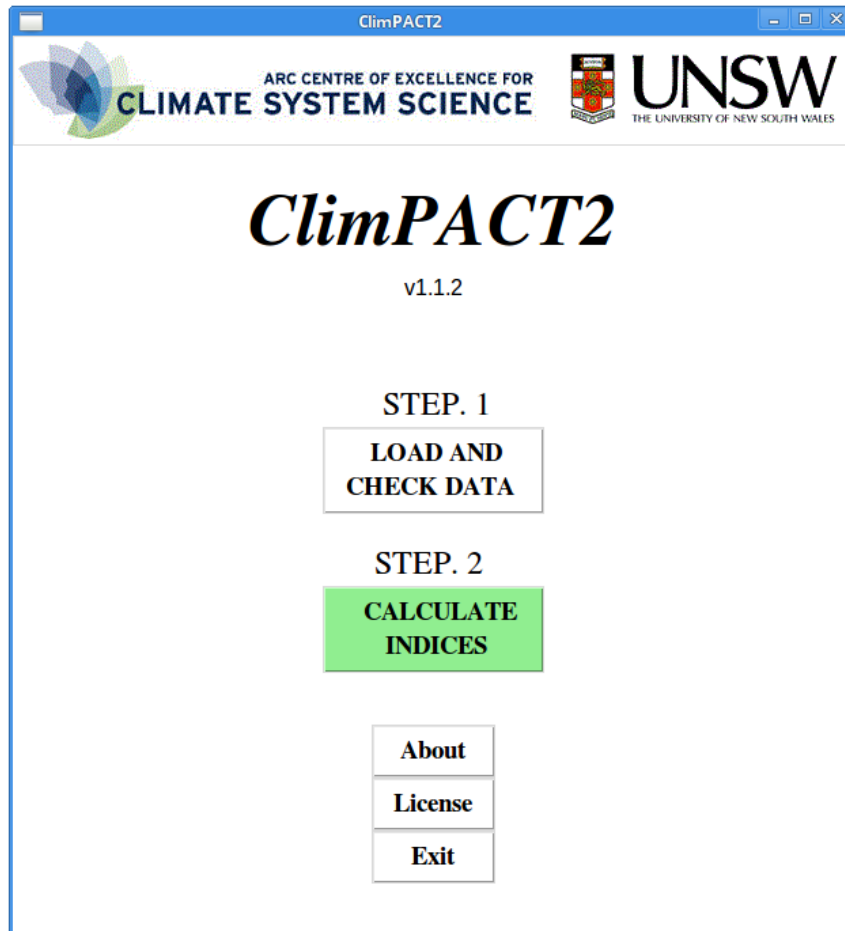 ClimPACT2
ARC CENTRE OF EXCELLENCE FOR
CLIMATE SYSTEM SCIENCE
UNSW
THE UNIVERSITY OF NEW SOUTH WALES
ClimPACT2
v1.1.2
STEP. 1
LOAD AND
CHECK DATA
STEP. 2
CALCULATE
INDICES
About
License
Exit